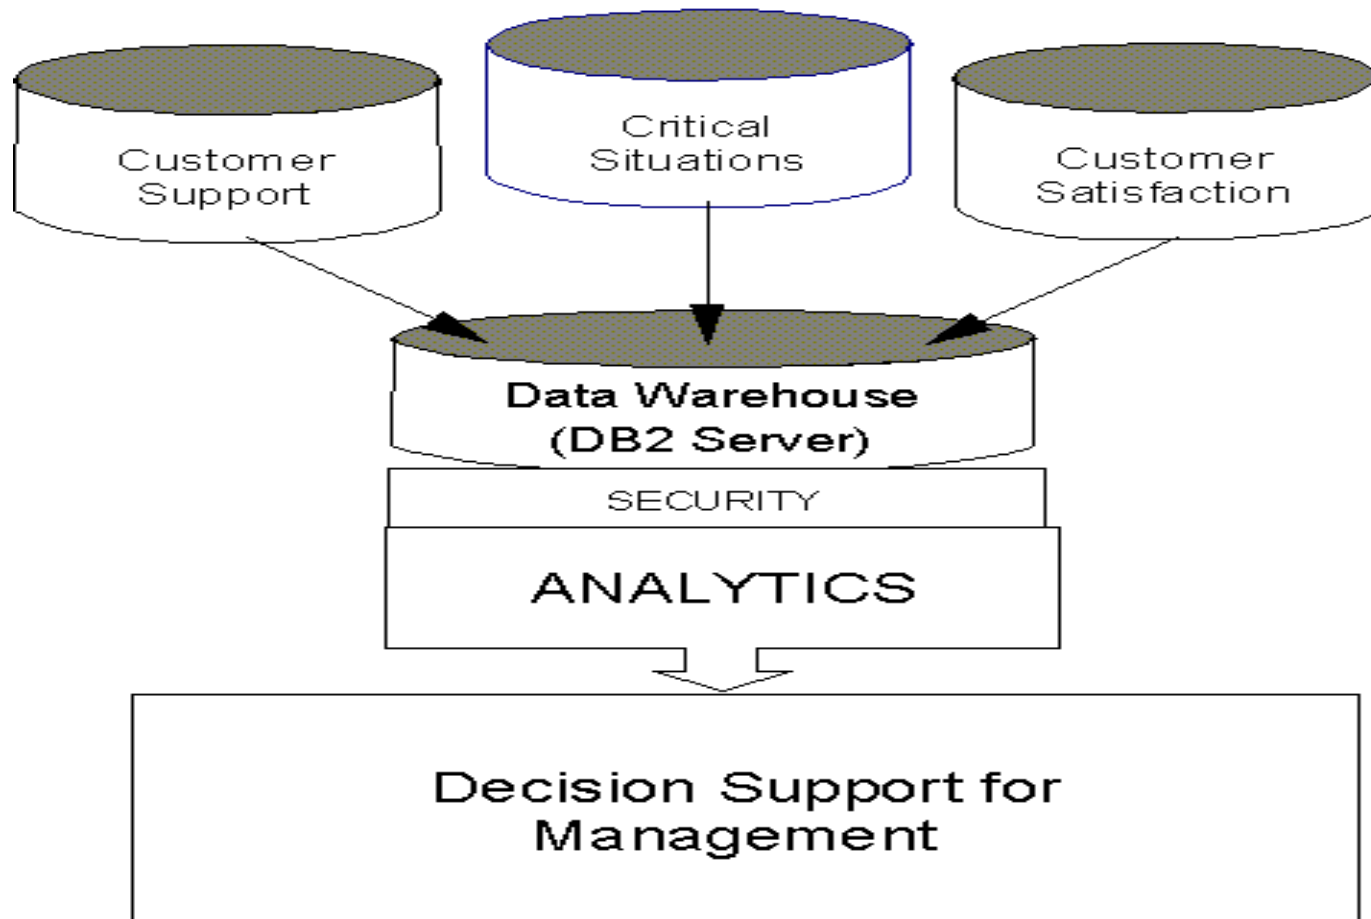 Customer
Support
Critical
Situations
Customer
Satisfaction
Data Warehouse
(DB2 Server)
SECURITY
ANALYTICS
Decision Support for
Management